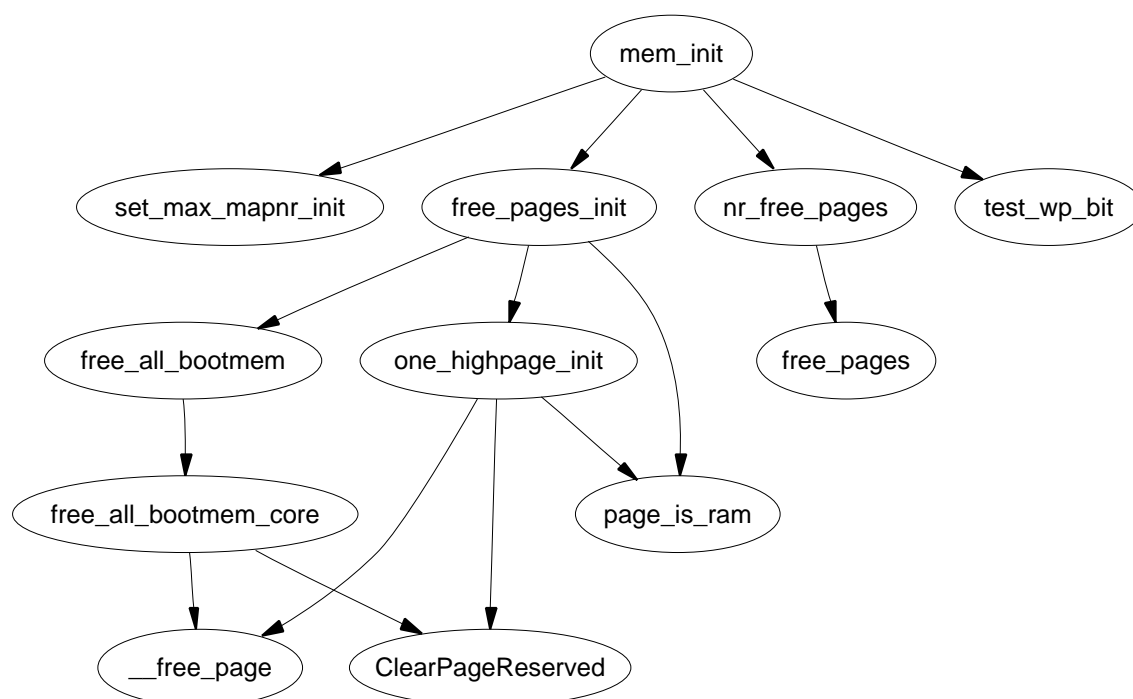 mem_init
set_max_mapnr_init
free_pages_init
nr_free_pages
test_wp_bit
free_all_bootmem
one_highpage_init
free_pages
free_all_bootmem_core
page_is_ram
__free_page
ClearPageReserved